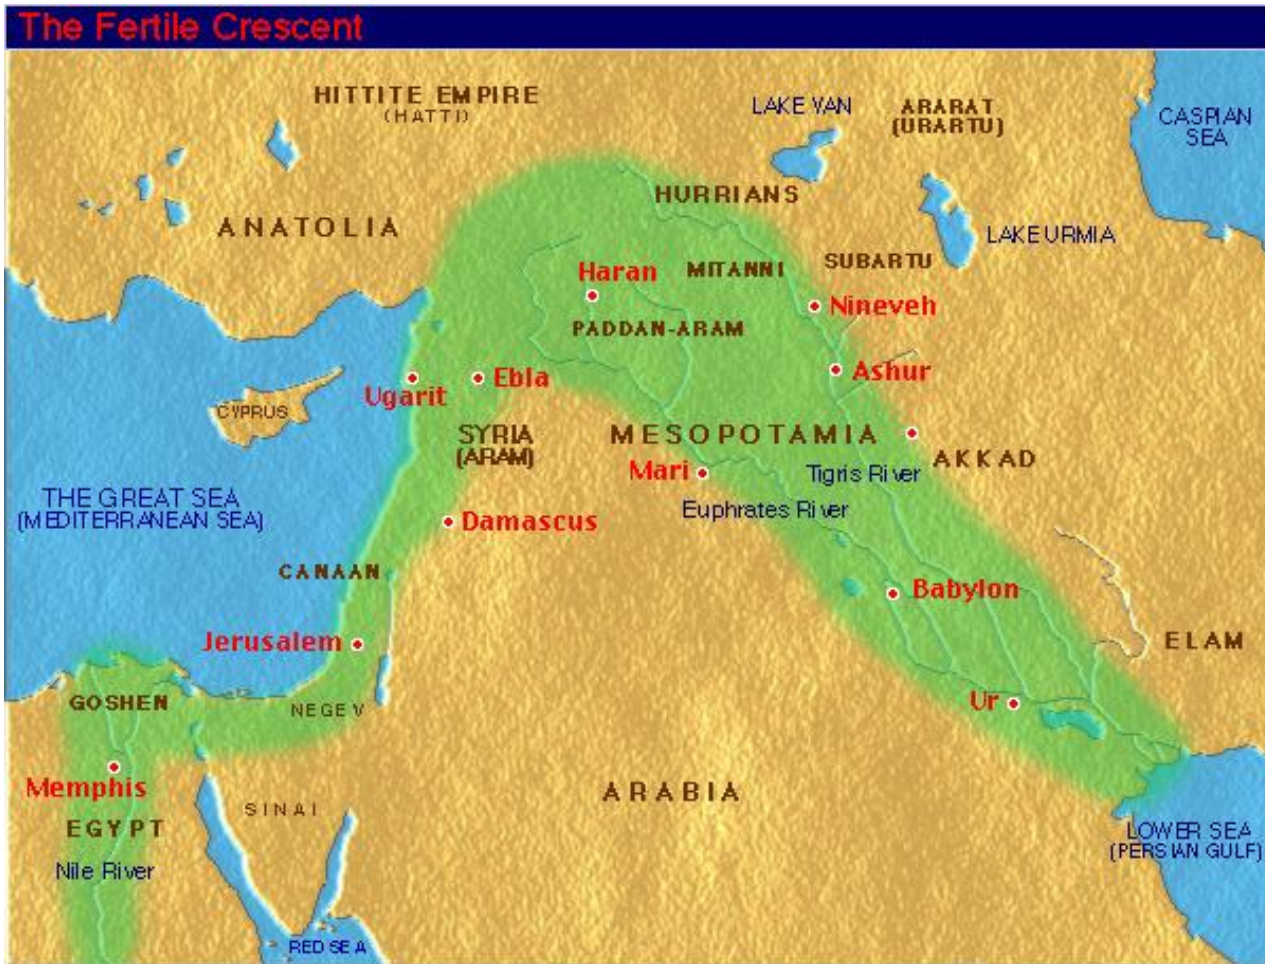 The Fertile Crescent
HITTITE EMPIRE
(HATTI)
LAKE VAN
ARARAT
(URARTU)
CASPIAN
SEA
HURRIANS
ANATOLIA
LAKE URMIA
SUBARTU
MITANNI
Haran
Nineveh
PADDAN-ARAM
Ashur
Ebla
Ugarit
CYPRUS
SYRIA
(ARAM)
MESOPOTAMIA
AKKAD
Mari
Tigris River
THE GREAT SEA
(MEDITERRANEAN SEA)
Euphrates River
Damascus
CANAAN
Babylon
Jerusalem
ELAM
GOSHEN
NEGEV
Ur
Memphis
ARABIA
SINAI
EGYPT
LOWER SEA
(PERSIAN GULF)
Nile River
RED SEA